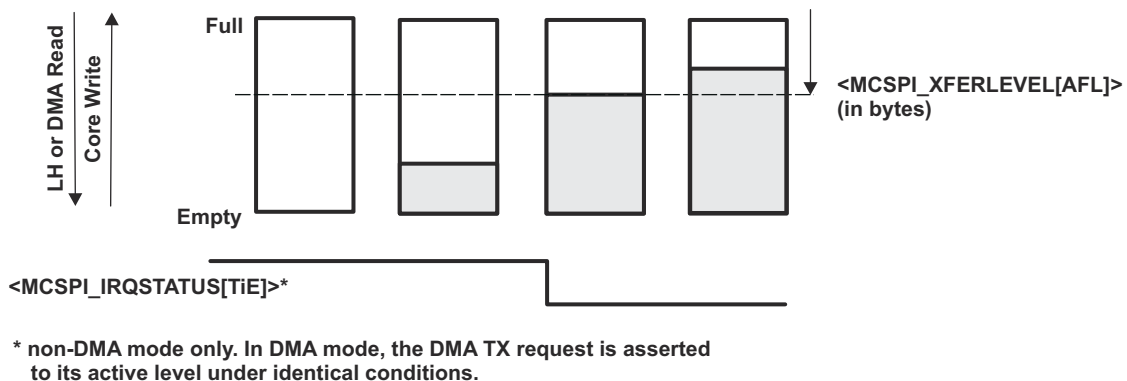 Full
LH or DMA Read
Core Write
<MCSPI_XFERLEVEL[AFL]>
(in bytes)
Empty
<MCSPI_IRQSTATUS[TiE]>*
* non-DMA mode only. In DMA mode, the DMA TX request is asserted
to its active level under identical conditions.